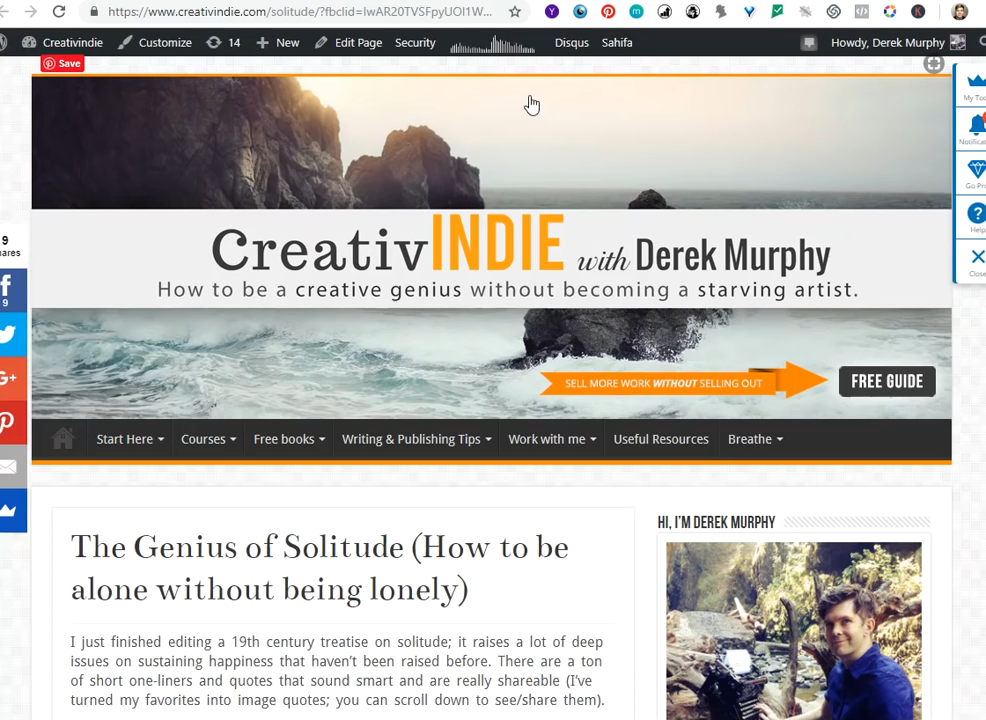 https://www.creativindie.com/solitude/?fbclid=IwAR20TVSFpyUOI1W...
Creativindie Customize 14 New Edit Page Security Disqus Sahifa Howdy, Derek Murphy
Save
My Too
Notificat
Go Pro
Help
Close
9
hares
9
CreativINDIE with Derek Murphy
How to be a creative genius without becoming a starving artist.
SELL MORE WORK WITHOUT SELLING OUT
FREE GUIDE
Start Here Courses Free books Writing & Publishing Tips Work with me Useful Resources Breathe
The Genius of Solitude (How to be
alone without being lonely)
I just finished editing a 19th century treatise on solitude; it raises a lot of deep
issues on sustaining happiness that haven't been raised before. There are a ton
of short one-liners and quotes that sound smart and are really shareable (I've
turned my favorites into image quotes; you can scroll down to see/share them).
HI, I'M DEREK MURPHY